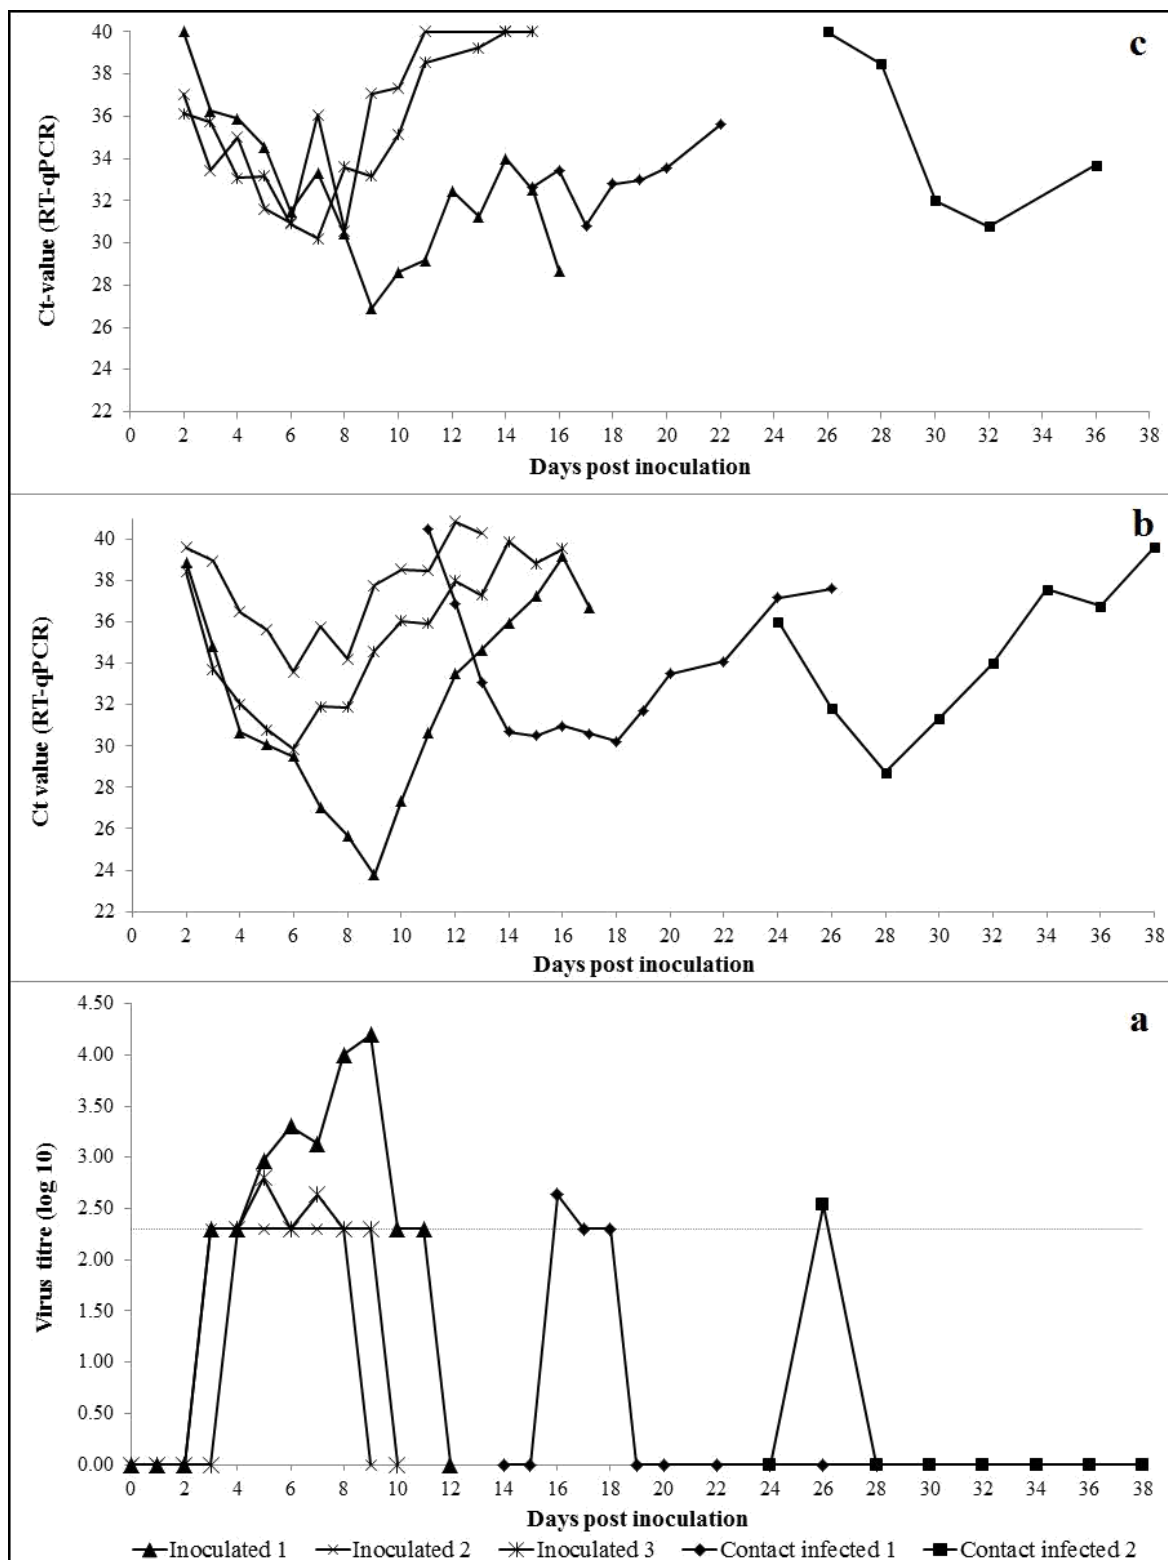 c
40
38
36
34
32
30
28
26
24
22
Ct-value (RT-qPCR)
0 2 4 6 8 10 12 14 16 18 20 22 24 26 28 30 32 34 36 38
Days post inoculation
b
40
38
36
34
32
30
28
26
24
22
Ct value (RT-qPCR)
0 2 4 6 8 10 12 14 16 18 20 22 24 26 28 30 32 34 36 38
Days post inoculation
a
4.50
4.00
3.50
3.00
2.50
2.00
1.50
1.00
0.50
0.00
Virus titre (log 10)
0 2 4 6 8 10 12 14 16 18 20 22 24 26 28 30 32 34 36 38
Days post inoculation
Inoculated 1 Inoculated 2 Inoculated 3 Contact infected 1 Contact infected 2